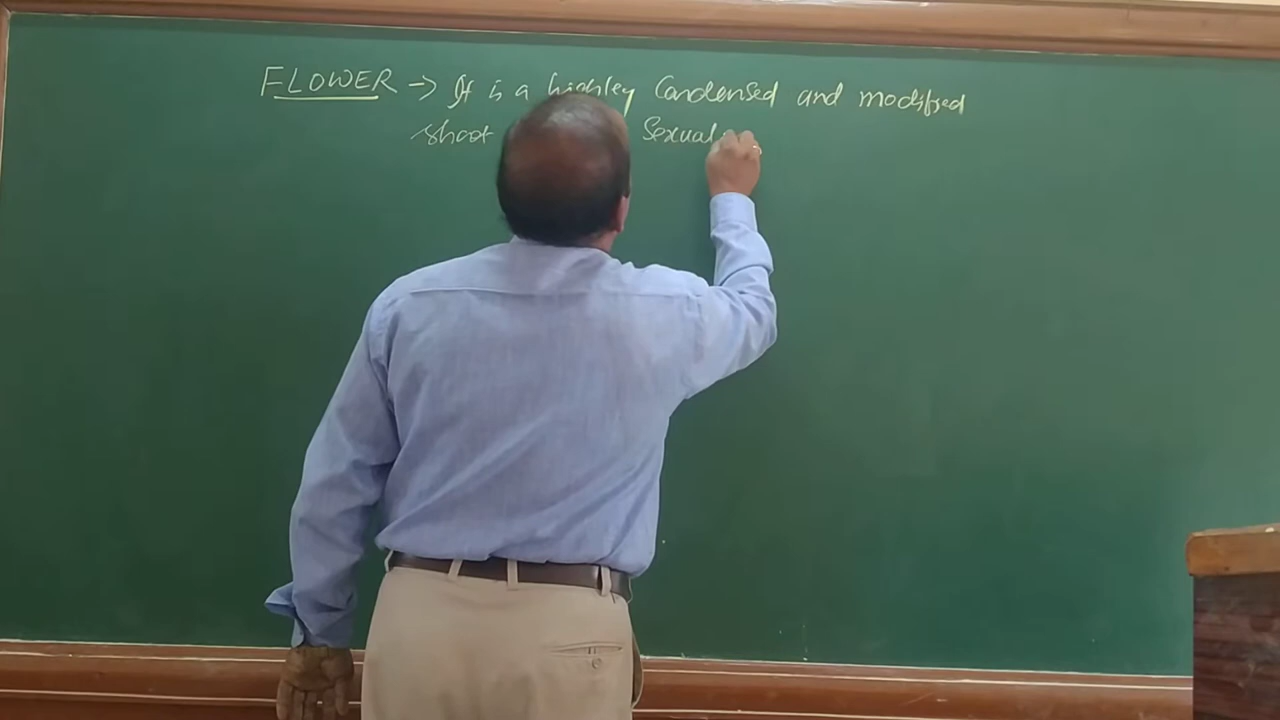 FLOWER → It is a highley Condensed and modified
shoot Sexual